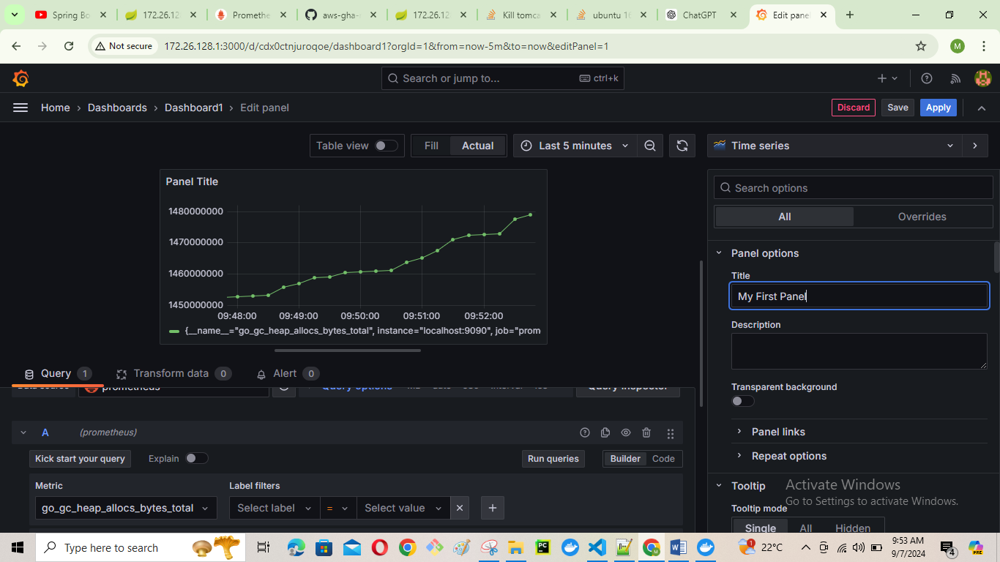 Spring Bo
172.26.12
Promethe
aws-gha-
172.26.12
Kill tomca
ubuntu 16
ChatGPT
Edit pane
Not secure
172.26.128.1:3000/d/cdx0ctnjuroqoe/dashboard1?orgId=1&from=now-5m&to=now&editPanel=1
M
Search or jump to...
ctrl+k
Home › Dashboards › Dashboard1 › Edit panel
Discard
Save
Apply
Table view
Fill
Actual
Last 5 minutes
Time series
Panel Title
1480000000
1470000000
1460000000
1450000000
09:48:00
09:49:00
09:50:00
09:51:00
09:52:00
{__name__="go_gc_heap_allocs_bytes_total", instance="localhost:9090", job="prom
Search options
All
Overrides
Panel options
Title
My First Panel
Description
Transparent background
Panel links
Repeat options
Tooltip
Tooltip mode
Single
All
Hidden
Query 1
Transform data 0
Alert 0
prometheus
Query options
Query inspector
A
(prometheus)
Kick start your query
Explain
Run queries
Builder
Code
Metric
Label filters
go_gc_heap_allocs_bytes_total
Select label
=
Select value
Activate Windows
Go to Settings to activate Windows.
Type here to search
PC
1
22°C
9:53 AM
9/7/2024
4
PRE